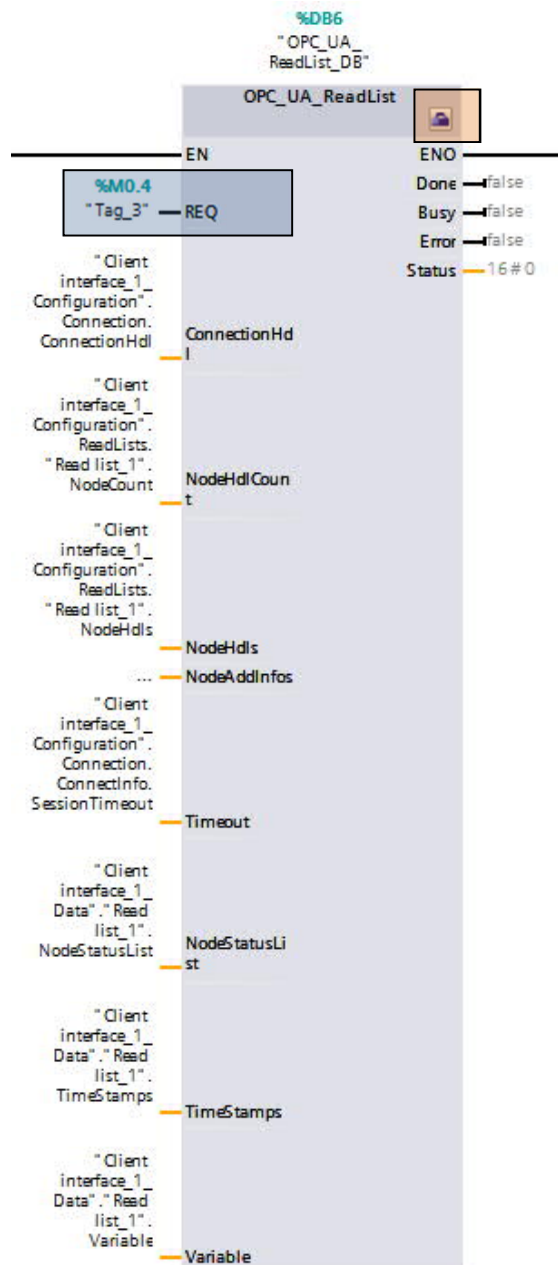 %DB6
"OPC_UA_
ReadList_DB"
OPC_UA_ReadList
EN
ENO
%M0.4
"Tag_3"
REQ
Done
false
Busy
false
Error
false
Status
16#0
"Client
interface_1_
Configuration".
Connection.
ConnectionHdl
ConnectionHd
l
"Client
interface_1_
Configuration".
ReadLists.
"Read list_1".
NodeCount
NodeHdlCoun
t
"Client
interface_1_
Configuration".
ReadLists.
"Read list_1".
NodeHdls
NodeHdls
...
NodeAddInfos
"Client
interface_1_
Configuration".
Connection.
ConnectInfo.
SessionTimeout
Timeout
"Client
interface_1_
Data"."Read
list_1".
NodeStatusList
NodeStatusLi
st
"Client
interface_1_
Data"."Read
list_1".
TimeStamps
TimeStamps
"Client
interface_1_
Data"."Read
list_1".
Variable
Variable